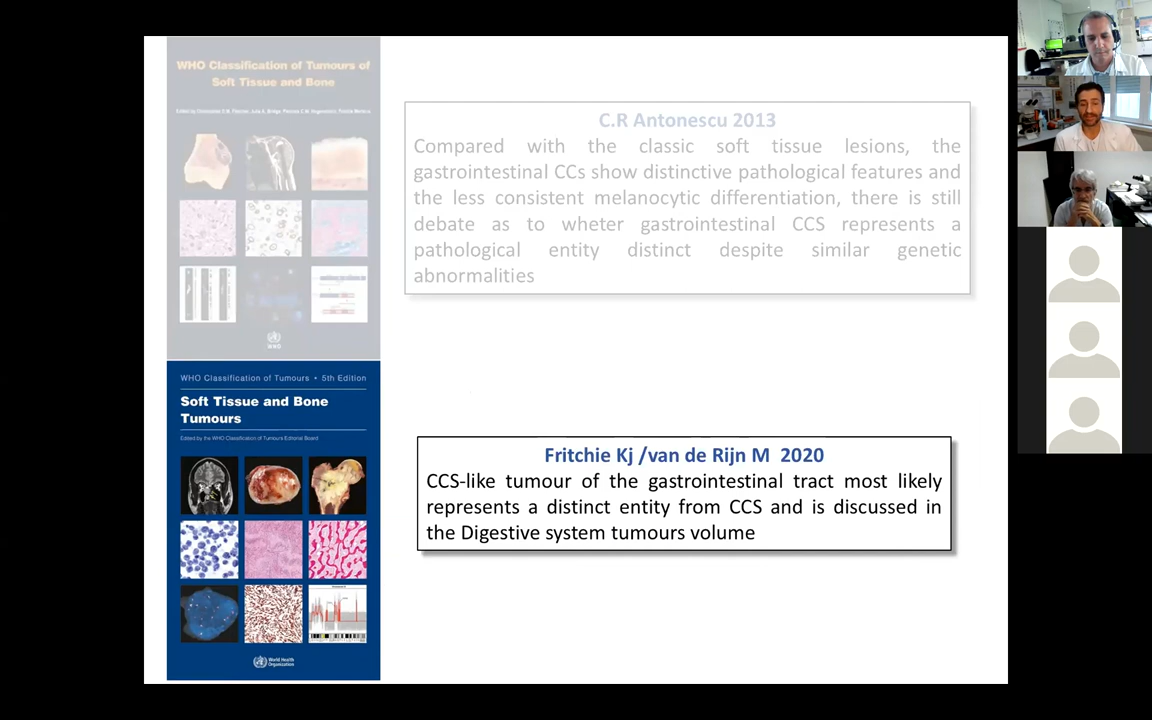 WHO Classification of Tumours of
Soft Tissue and Bone
C.R Antonescu 2013
Compared with the classic soft tissue lesions, the
gastrointestinal CCs show distinctive pathological features and
the less consistent melanocytic differentiation, there is still
debate as to wheter gastrointestinal CCS represents a
pathological entity distinct despite similar genetic
abnormalities
WHO
WHO Classification of Tumours • 5th Edition
Soft Tissue and Bone
Tumours
Edited by the WHO Classification of Tumours Editorial Board
World Health
Organization
Fritchie Kj /van de Rijn M 2020
CCS-like tumour of the gastrointestinal tract most likely
represents a distinct entity from CCS and is discussed in
the Digestive system tumours volume